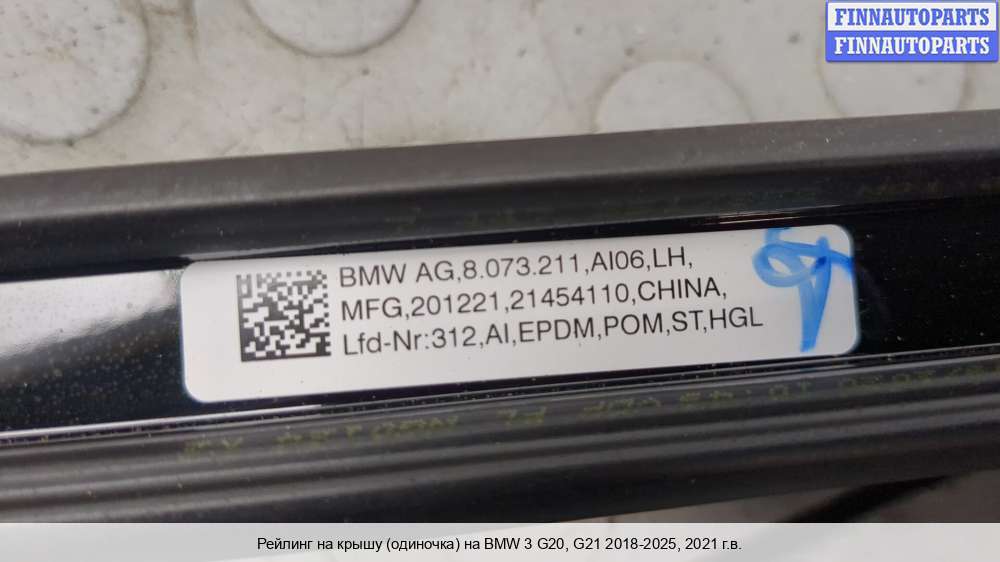 FINNAUTOPARTS
FINNAUTOPARTS
BMW AG,8.073.211,AI06,LH,
MFG,201221,21454110,CHINA,
Lfd-Nr:312,AI,EPDM,POM,ST,HGL
Рейлинг на крышу (одиночка) на BMW 3 G20, G21 2018-2025, 2021 г.в.